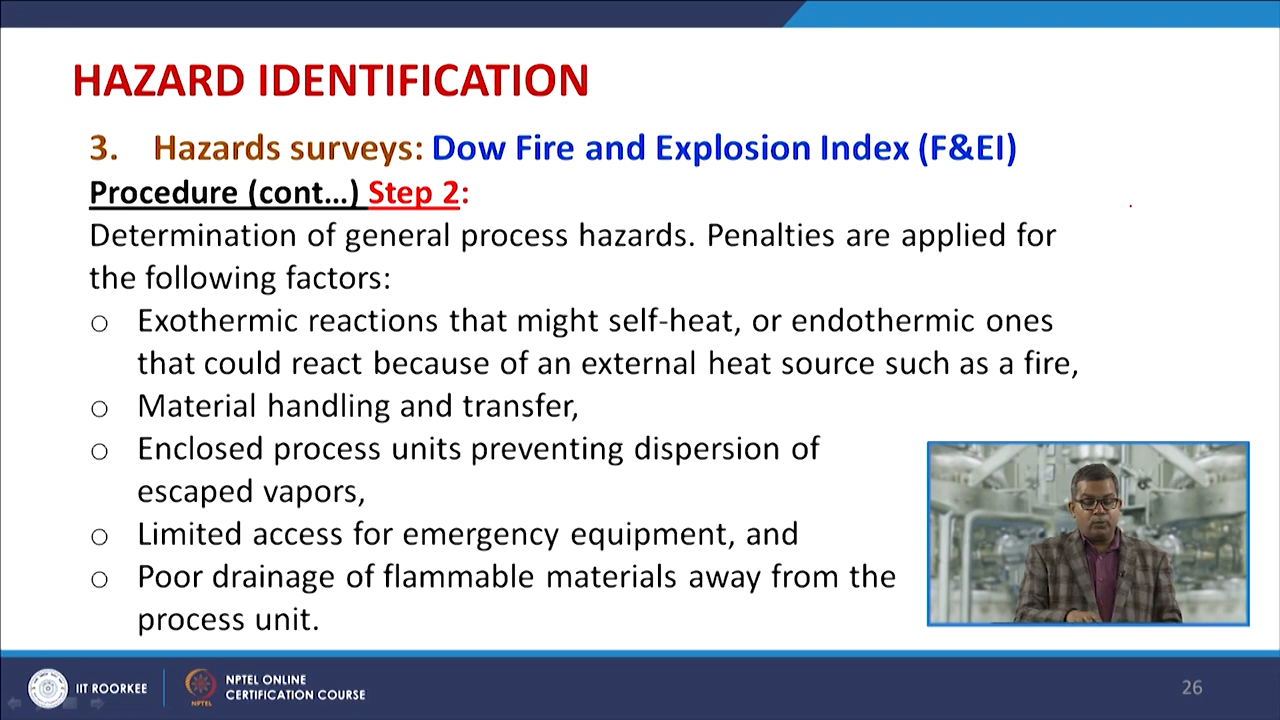 HAZARD IDENTIFICATION
3. Hazards surveys: Dow Fire and Explosion Index (F&EI)
Procedure (cont…) Step 2:
Determination of general process hazards. Penalties are applied for
the following factors:
o Exothermic reactions that might self-heat, or endothermic ones
that could react because of an external heat source such as a fire,
o Material handling and transfer,
o Enclosed process units preventing dispersion of
escaped vapors,
o Limited access for emergency equipment, and
o Poor drainage of flammable materials away from the
process unit.
IIT ROORKEE
NPTEL
NPTEL ONLINE
CERTIFICATION COURSE
26